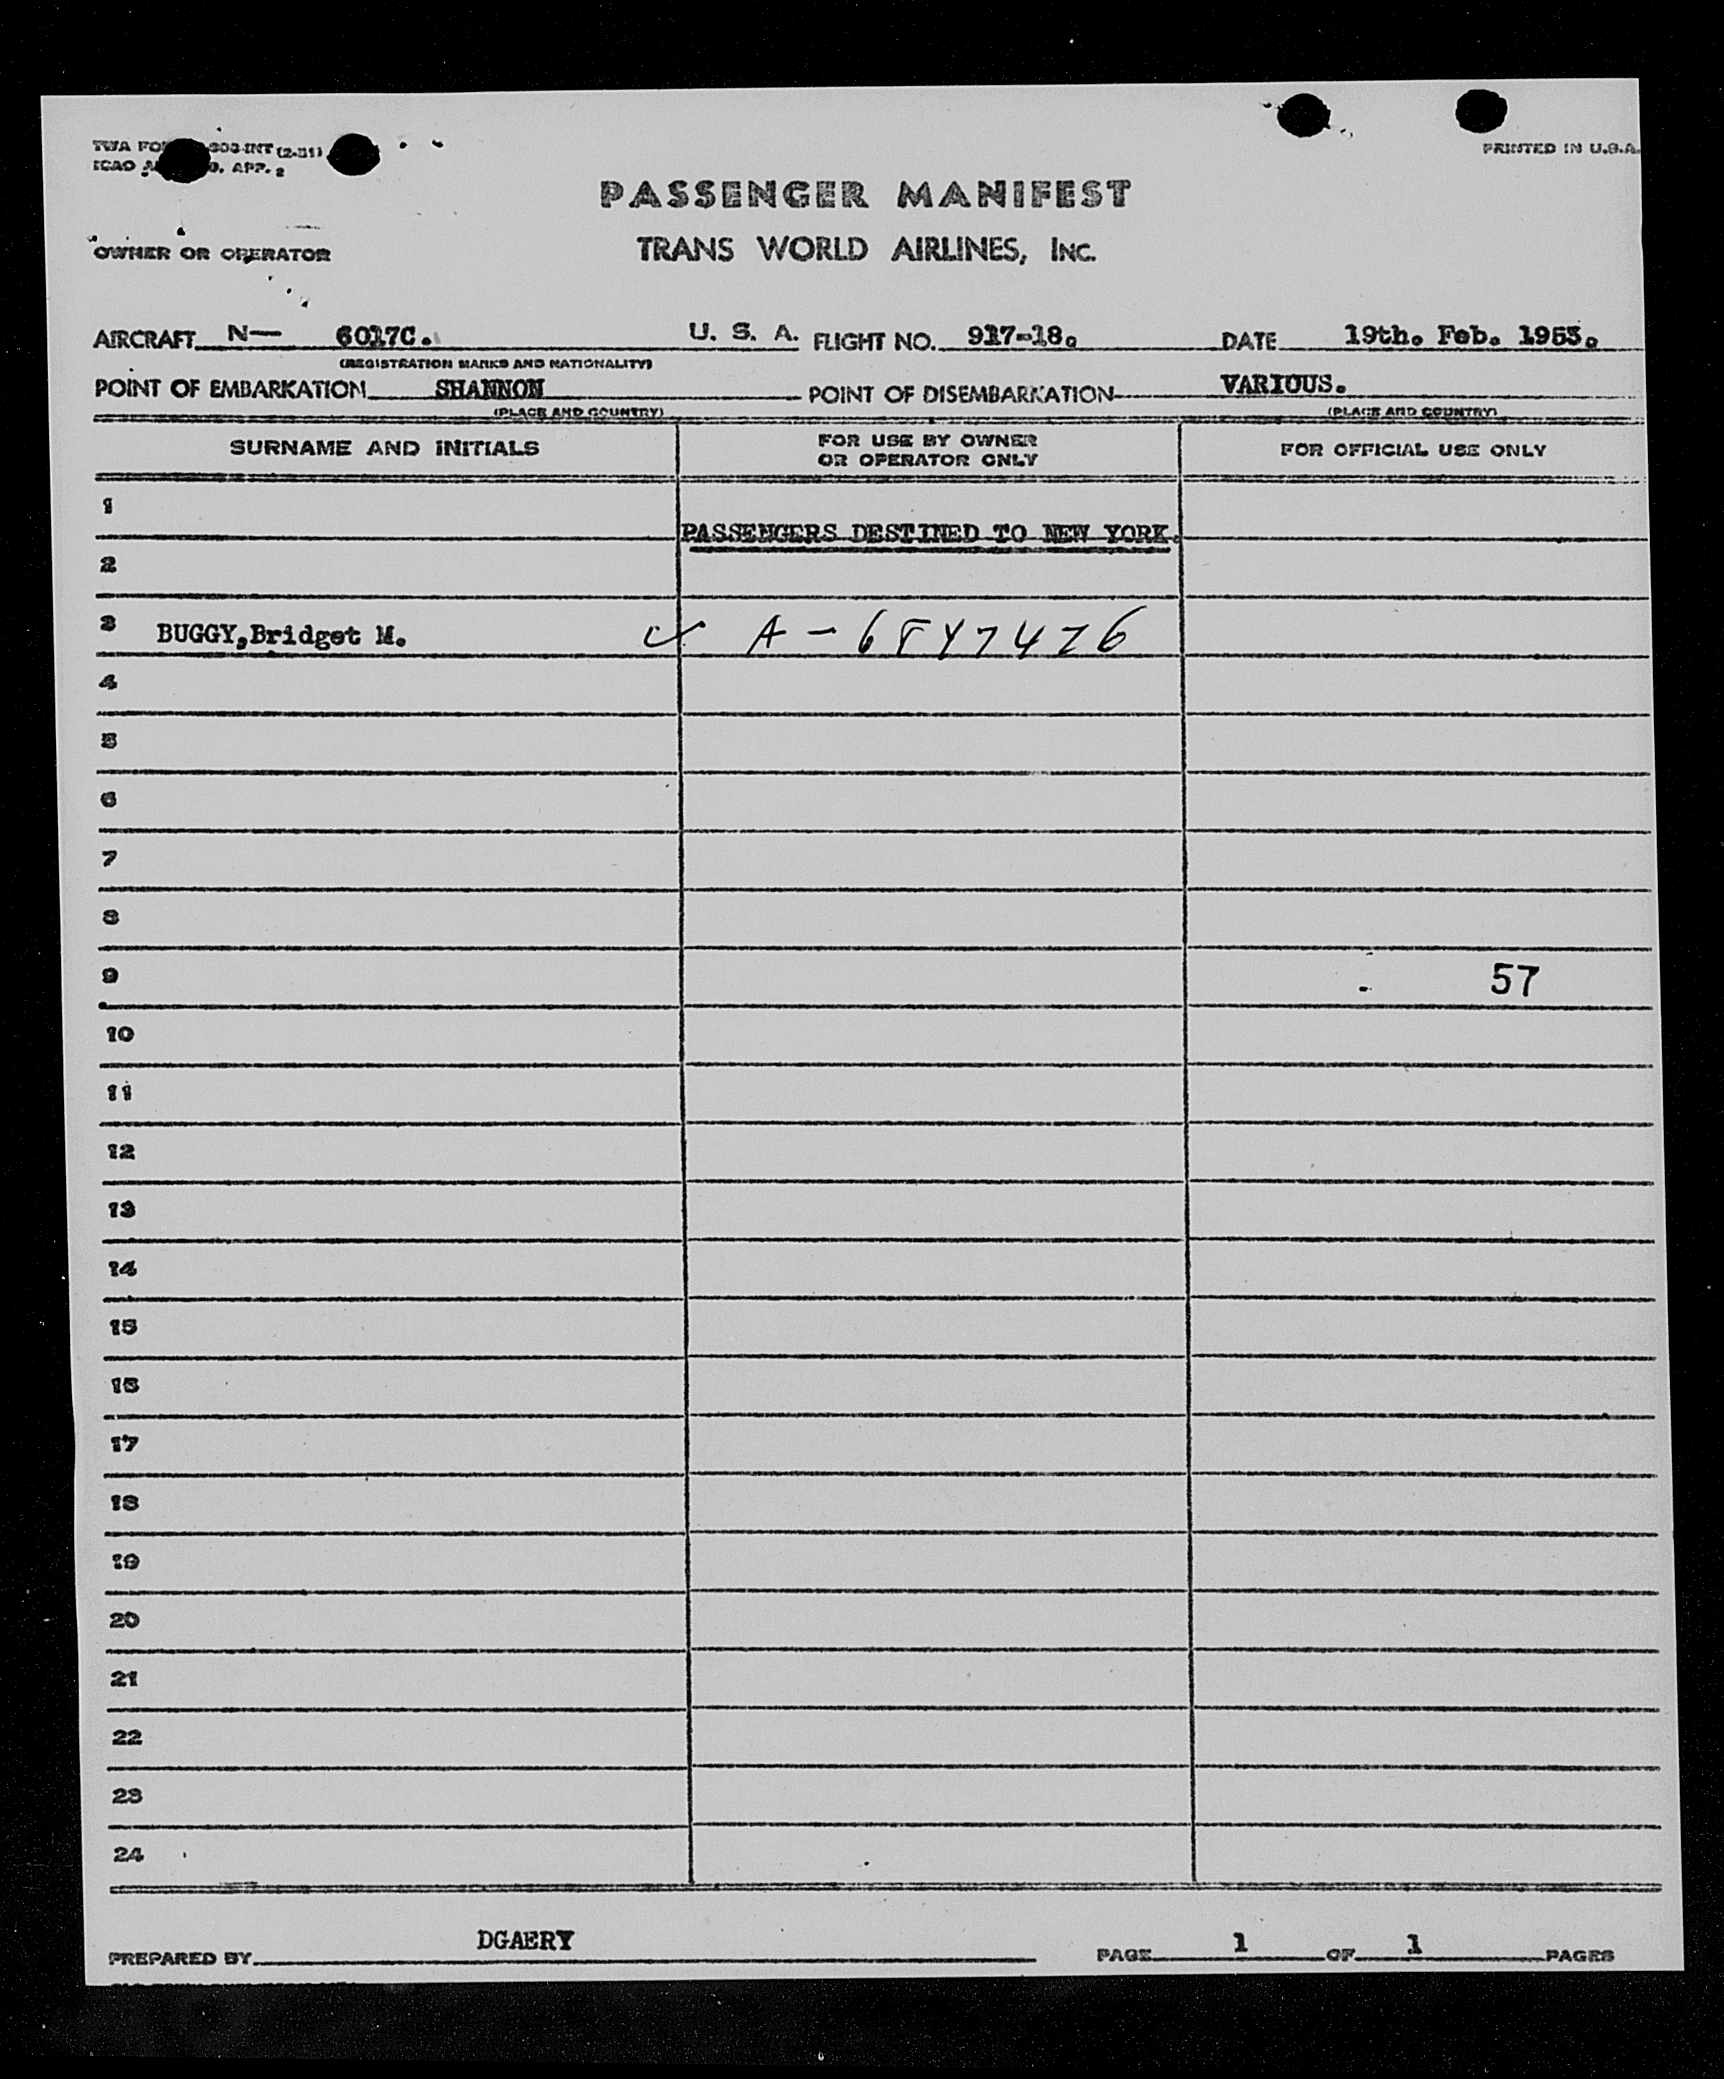 PRINTED IN U.S.A.
PASSENGER MANIFEST
OWNER OR OPERATOR TRANS WORLD AIRLINES, INC.
AIRCRAFT N— 6017C. U. S. A. FLIGHT NO. 917-18. DATE 19th. Feb. 1953.
(REGISTRATION MARKS AND NATIONALITY)
POINT OF EMBARKATION SHANNON POINT OF DISEMBARKATION VARIOUS.
(PLACE AND COUNTRY) (PLACE AND COUNTRY)
SURNAME AND INITIALS FOR USE BY OWNER OR OPERATOR ONLY FOR OFFICIAL USE ONLY
1
PASSENGERS DESTINED TO NEW YORK.
2
3 BUGGY,Bridget M.
4
5
6
7
8
9 57
10
11
12
13
14
15
16
17
18
19
20
21
22
23
24
PREPARED BY DGAERY PAGE 1 OF 1 PAGES